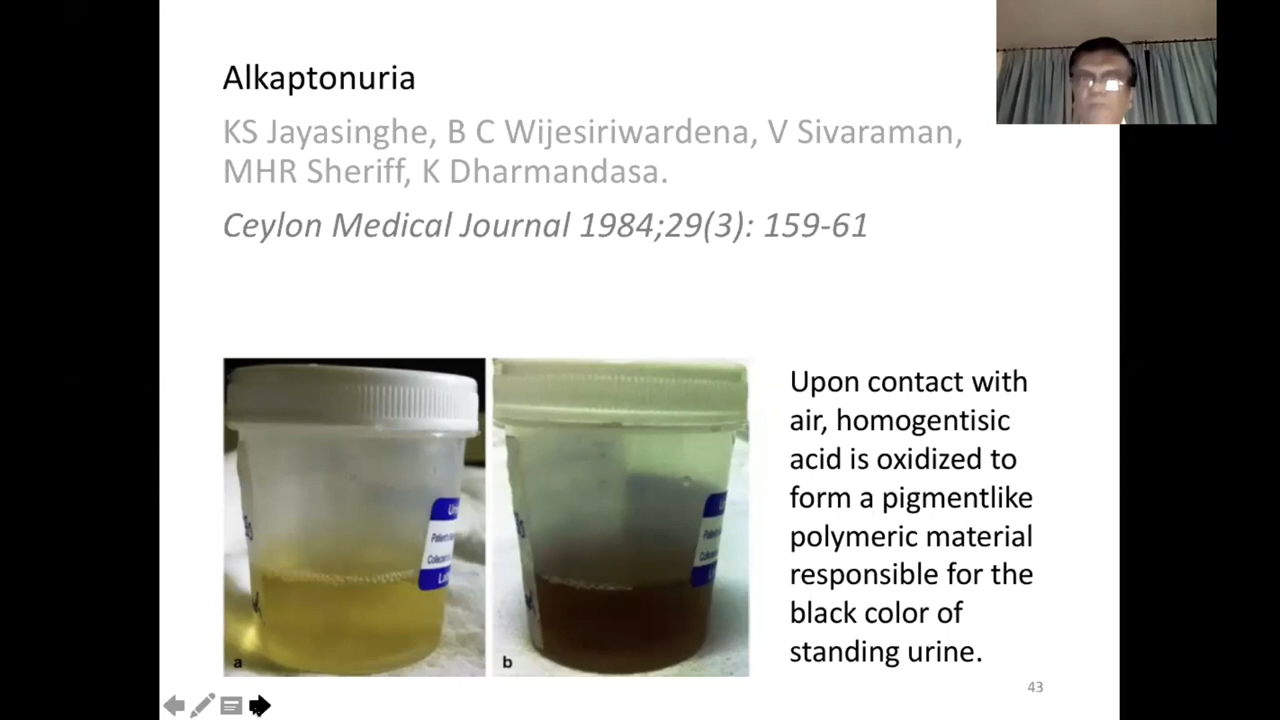 Alkaptonuria
KS Jayasinghe, B C Wijesiriwardena, V Sivaraman,
MHR Sheriff, K Dharmandasa.
Ceylon Medical Journal 1984;29(3): 159-61
Upon contact with
air, homogentisic
acid is oxidized to
form a pigmentlike
polymeric material
responsible for the
black color of
standing urine.
a
b
43